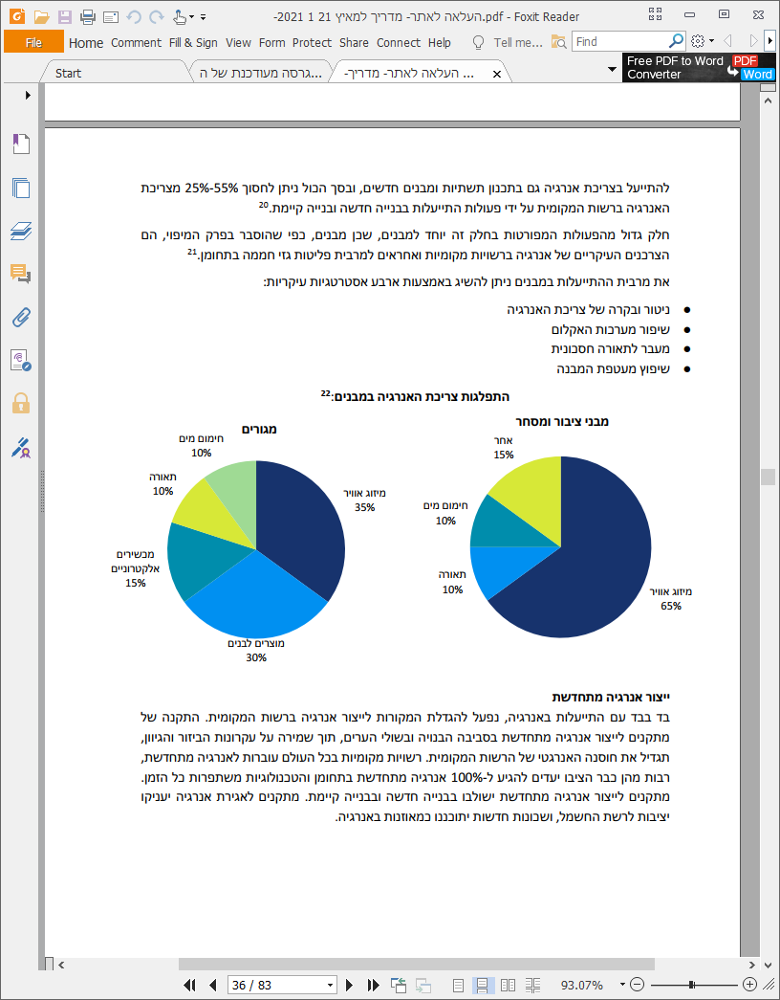 העלאה לאתר- מדריך למאיץ 21 1 2021-.pdf - Foxit Reader
File Home Comment Fill & Sign View Form Protect Share Connect Help Tell me... Find
Free PDF to Word Converter PDF Word
Start
גרסה מעודכנת של ה...
העלאה לאתר- מדריך- ...
להתייעל בצריכת אנרגיה גם בתכנון תשתיות ומבנים חדשים, ובסך הכול ניתן לחסוך 25%-55% מצריכת
האנרגיה ברשות המקומית על ידי פעולות התייעלות בבנייה חדשה ובנייה קיימת.20
חלק גדול מהפעולות המפורטות בחלק זה יוחד למבנים, שכן מבנים, כפי שהוסבר בפרק המיפוי, הם
הצרכנים העיקריים של אנרגיה ברשויות מקומיות ואחראים למרבית פליטות גזי חממה בתחומן.21
את מרבית ההתייעלות במבנים ניתן להשיג באמצעות ארבע אסטרטגיות עיקריות:
● ניטור ובקרה של צריכת האנרגיה
● שיפור מערכות האקלום
● מעבר לתאורה חסכונית
● שיפוץ מעטפת המבנה
התפלגות צריכת האנרגיה במבנים:22
מבני ציבור ומסחר
אחר
15%
חימום מים
10%
תאורה
10%
מיזוג אוויר
65%
מגורים
חימום מים
10%
תאורה
10%
מיזוג אוויר
35%
מכשירים
אלקטרוניים
15%
מוצרים לבנים
30%
ייצור אנרגיה מתחדשת
בד בבד עם התייעלות באנרגיה, נפעל להגדלת המקורות לייצור אנרגיה ברשות המקומית. התקנה של
מתקנים לייצור אנרגיה מתחדשת בסביבה הבנויה ובשולי הערים, תוך שמירה על עקרונות הביזור והגיוון,
תגדיל את חוסנה האנרגטי של הרשות המקומית. רשויות מקומיות בכל העולם עוברות לאנרגיה מתחדשת,
רבות מהן כבר הציבו יעדים להגיע ל-100% אנרגיה מתחדשת בתחומן והטכנולוגיות משתפרות כל הזמן.
מתקנים לייצור אנרגיה מתחדשת ישולבו בבנייה חדשה ובבנייה קיימת. מתקנים לאגירת אנרגיה יעניקו
יציבות לרשת החשמל, ושכונות חדשות יתוכננו כמאוזנות באנרגיה.
36 / 83
93.07%